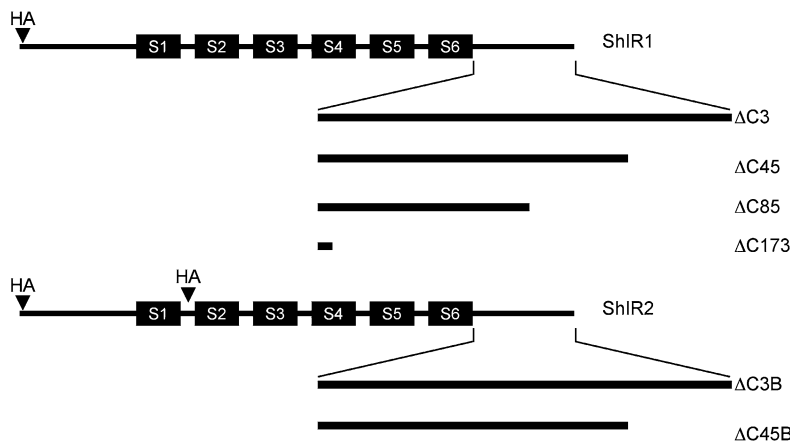 HA
S1 S2 S3 S4 S5 S6 ShIR1
ΔC3
ΔC45
ΔC85
ΔC173
HA
HA
S1 S2 S3 S4 S5 S6 ShIR2
ΔC3B
ΔC45B